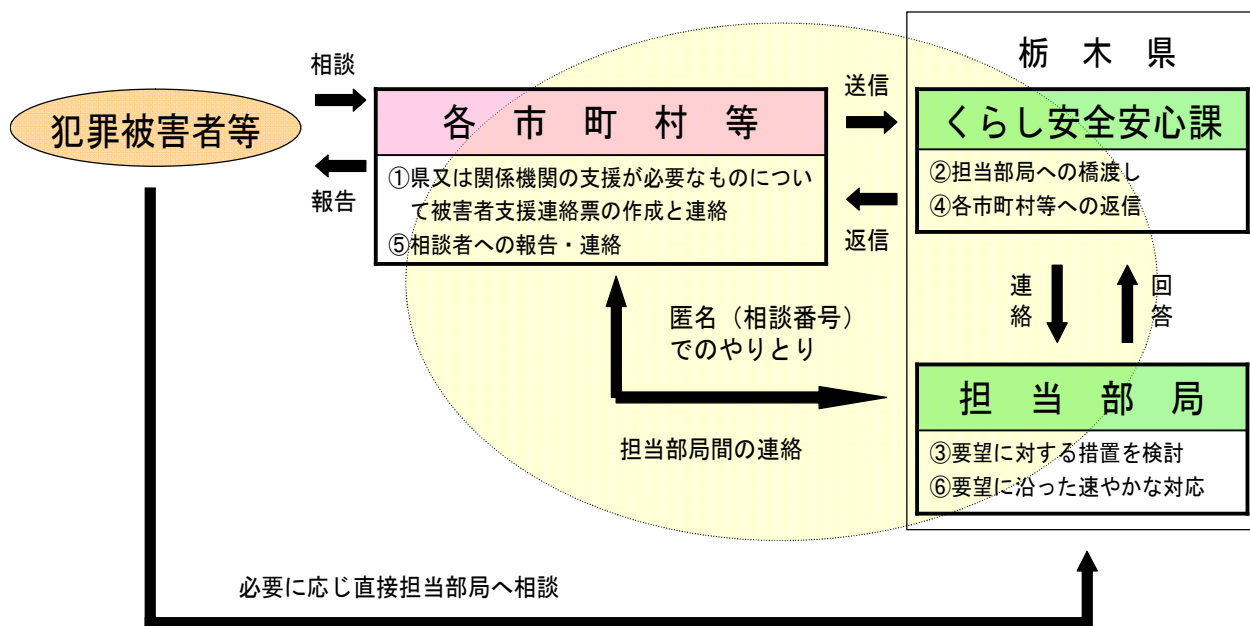 犯罪被害者等
相談
報告
各市町村等
①県又は関係機関の支援が必要なものについ
て被害者支援連絡票の作成と連絡
⑤相談者への報告・連絡
送信
返信
栃木県
くらし安全安心課
②担当部局への橋渡し
④各市町村等への返信
連絡
回答
匿名（相談番号）
でのやりとり
担当部局間の連絡
担当部局
③要望に対する措置を検討
⑥要望に沿った速やかな対応
必要に応じ直接担当部局へ相談